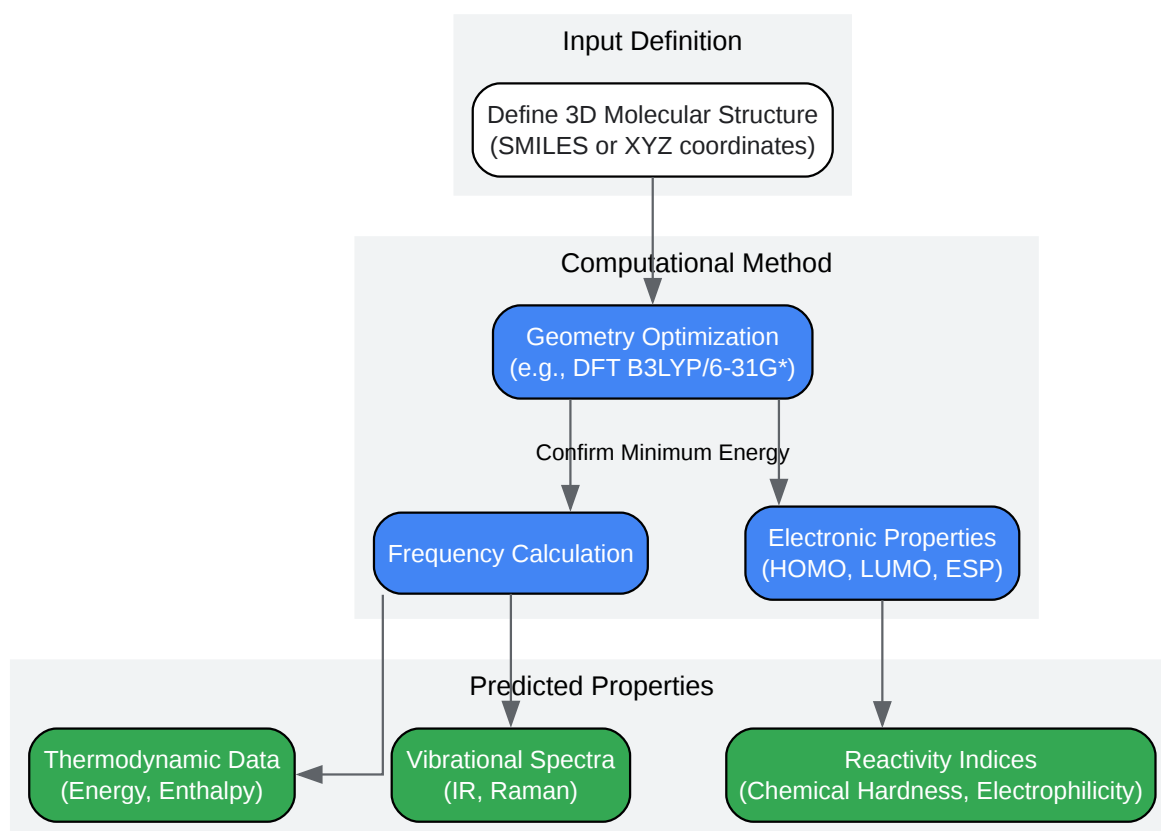 Input Definition
Define 3D Molecular Structure
(SMILES or XYZ coordinates)
Computational Method
Geometry Optimization
(e.g., DFT B3LYP/6-31G*)
Confirm Minimum Energy
Frequency Calculation
Electronic Properties
(HOMO, LUMO, ESP)
Predicted Properties
Thermodynamic Data
(Energy, Enthalpy)
Vibrational Spectra
(IR, Raman)
Reactivity Indices
(Chemical Hardness, Electrophilicity)